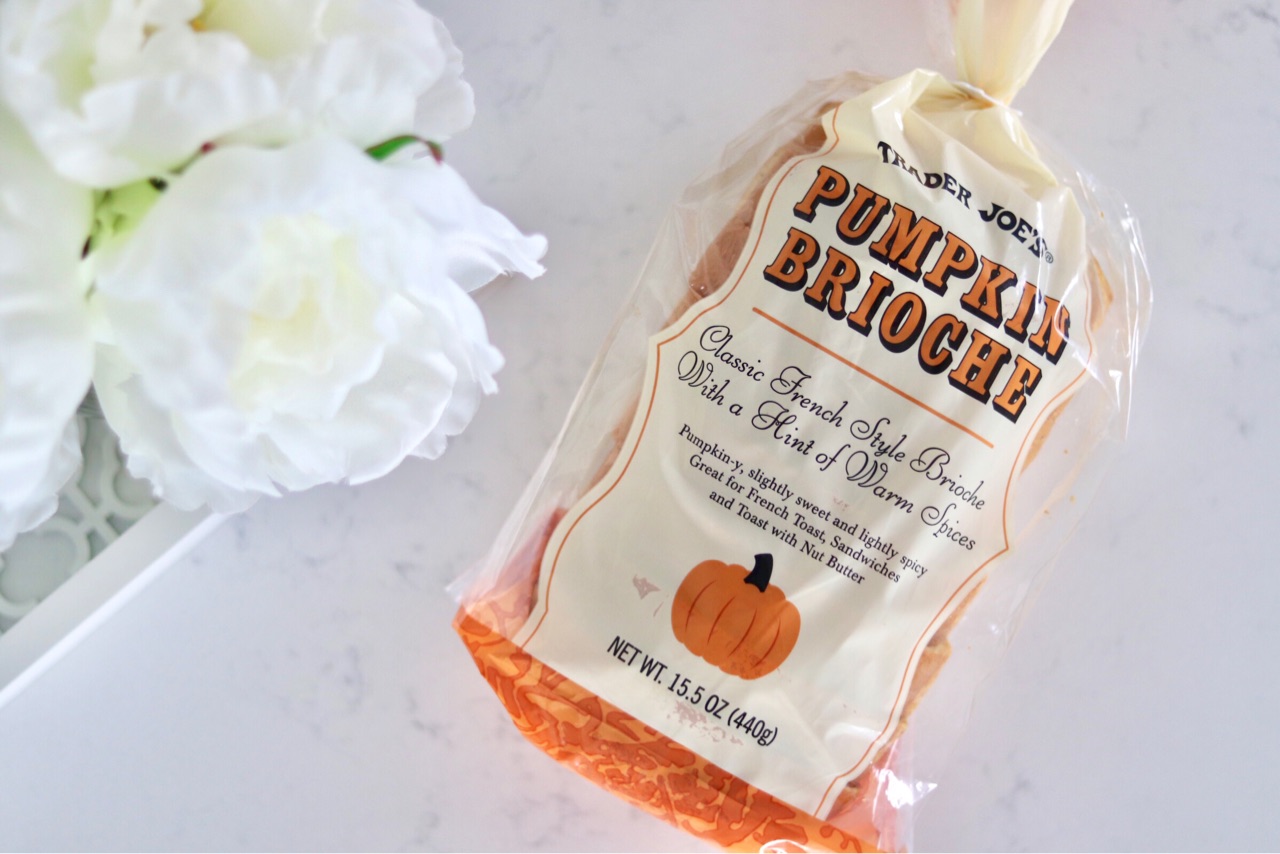 TRADER JOE'S®
PUMPKIN
BRIOCHE
Classic French Style Brioche
With a Hint of Warm Spices
Pumpkin-y, slightly sweet and lightly spicy
Great for French Toast, Sandwiches
and Toast with Nut Butter
NET WT. 15.5 OZ (440g)